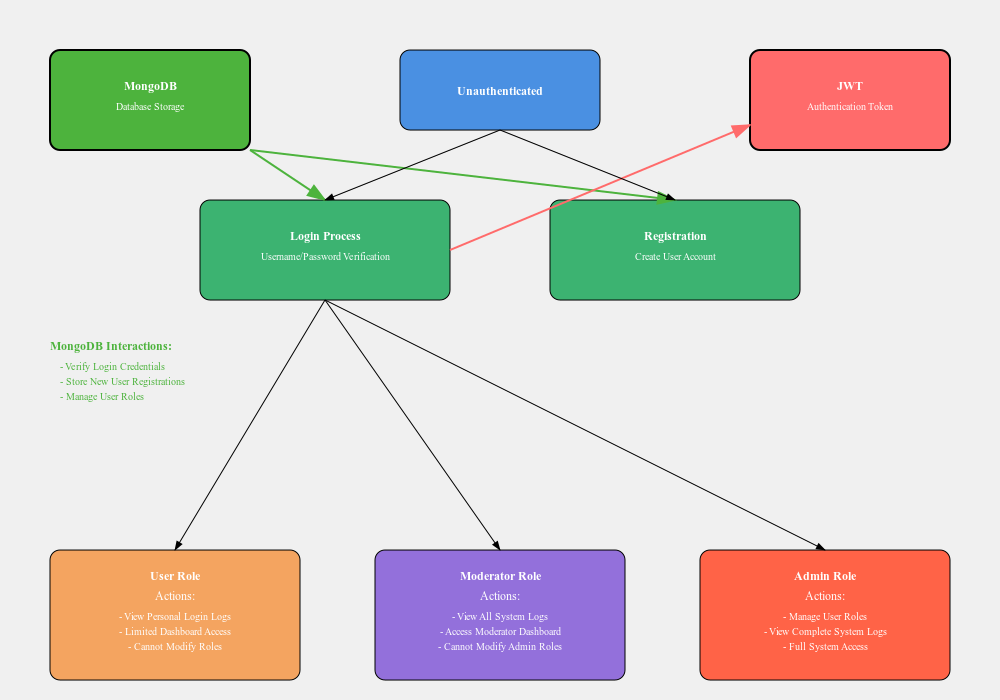 MongoDB
Database Storage
Unauthenticated
JWT
Authentication Token
Login Process
Username/Password Verification
Registration
Create User Account
MongoDB Interactions:
- Verify Login Credentials
- Store New User Registrations
- Manage User Roles
User Role
Actions:
- View Personal Login Logs
- Limited Dashboard Access
- Cannot Modify Roles
Moderator Role
Actions:
- View All System Logs
- Access Moderator Dashboard
- Cannot Modify Admin Roles
Admin Role
Actions:
- Manage User Roles
- View Complete System Logs
- Full System Access